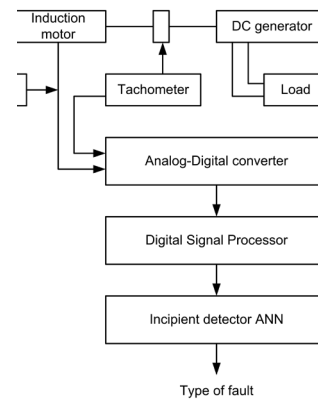 Induction
motor
DC generator
Tachometer
Load
Analog-Digital converter
Digital Signal Processor
Incipient detector ANN
Type of fault